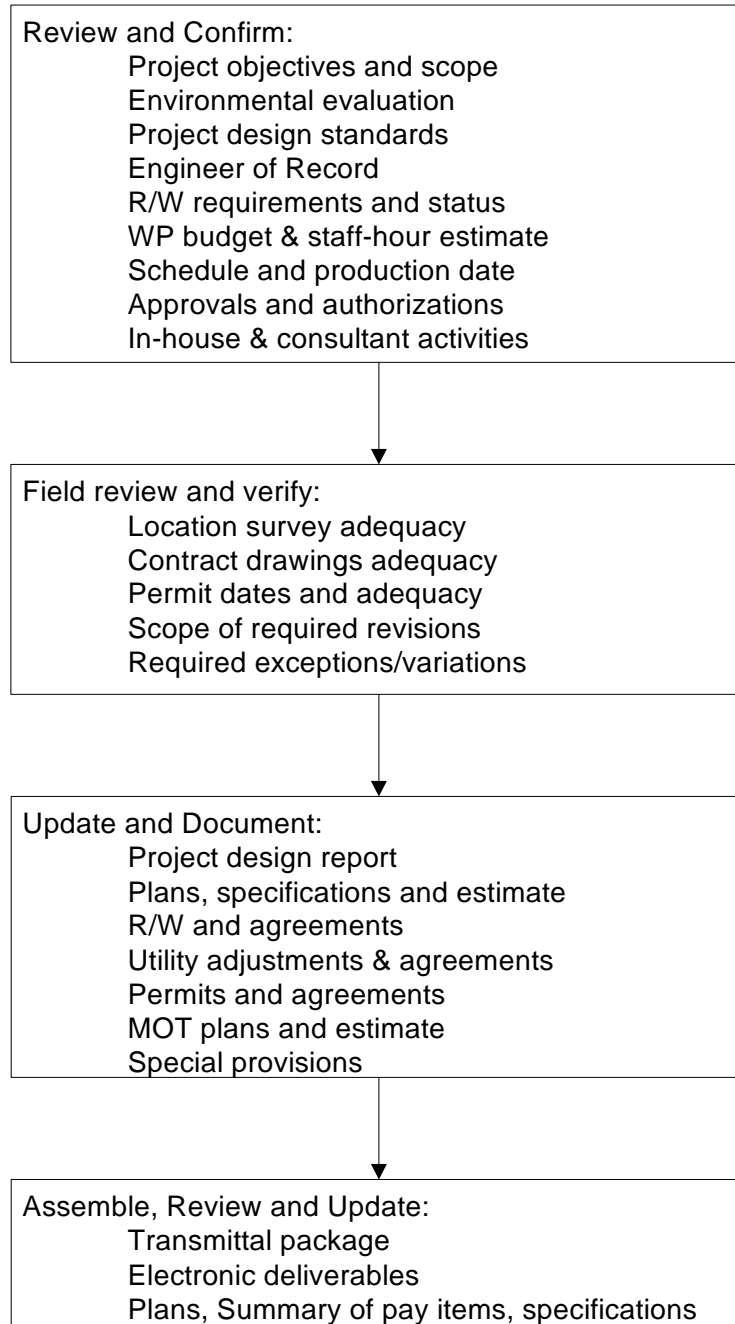 Review and Confirm:
Project objectives and scope
Environmental evaluation
Project design standards
Engineer of Record
R/W requirements and status
WP budget & staff-hour estimate
Schedule and production date
Approvals and authorizations
In-house & consultant activities
Field review and verify:
Location survey adequacy
Contract drawings adequacy
Permit dates and adequacy
Scope of required revisions
Required exceptions/variations
Update and Document:
Project design report
Plans, specifications and estimate
R/W and agreements
Utility adjustments & agreements
Permits and agreements
MOT plans and estimate
Special provisions
Assemble, Review and Update:
Transmittal package
Electronic deliverables
Plans, Summary of pay items, specifications